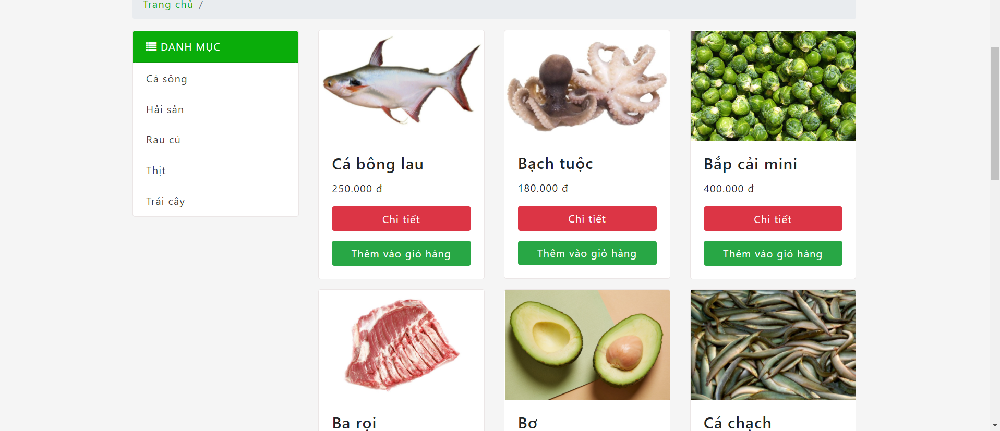 Trang chủ /
DANH MỤC
Cá sông
Hải sản
Rau củ
Thịt
Trái cây
Cá bông lau
250.000 đ
Chi tiết
Thêm vào giỏ hàng
Bạch tuộc
180.000 đ
Chi tiết
Thêm vào giỏ hàng
Bắp cải mini
400.000 đ
Chi tiết
Thêm vào giỏ hàng
Ba rọi
Bơ
Cá chạch